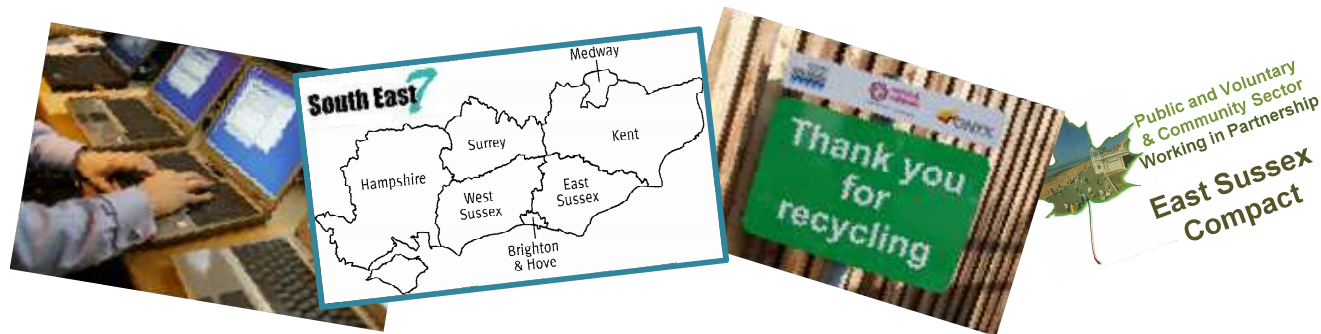 South East 7
Medway
Surrey
Kent
Hampshire
West
Sussex
East
Sussex
Brighton
& Hove
ONYX
Thank you
for
recycling
Public and Voluntary
& Community Sector
Working in Partnership
East Sussex
Compact